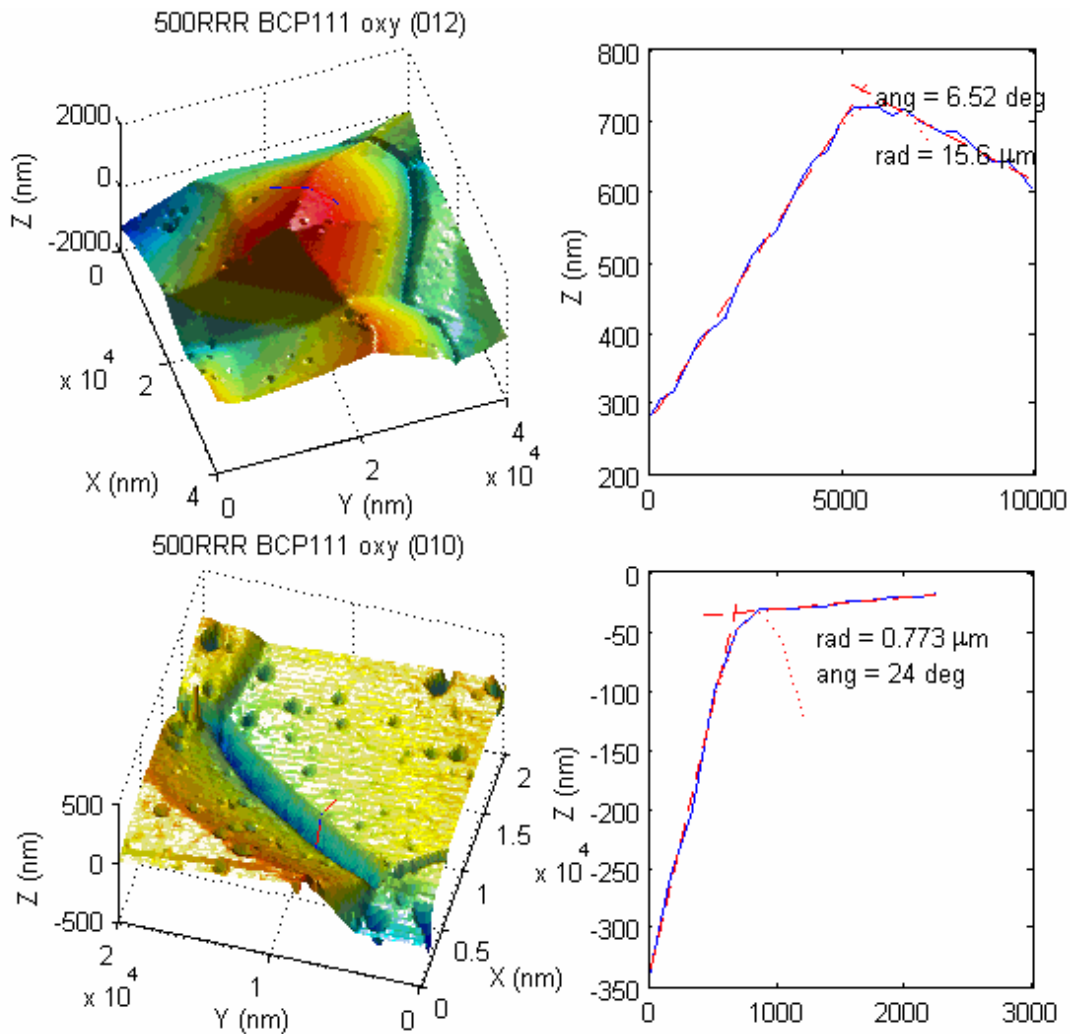 500RRR BCP111 oxy (012)
2000
0
-2000
Z (nm)
0
2
x 10^4
4
X (nm)
0
2
4
x 10^4
Y (nm)
800
700
600
500
400
300
200
Z (nm)
ang = 6.52 deg
rad = 15.6 μm
0
5000
10000
500RRR BCP111 oxy (010)
500
0
-500
Z (nm)
2
x 10^4
1
0
Y (nm)
2
1.5
1
0.5
0
x 10^4
X (nm)
0
-50
-100
-150
-200
-250
-300
-350
Z (nm)
rad = 0.773 μm
ang = 24 deg
0
1000
2000
3000